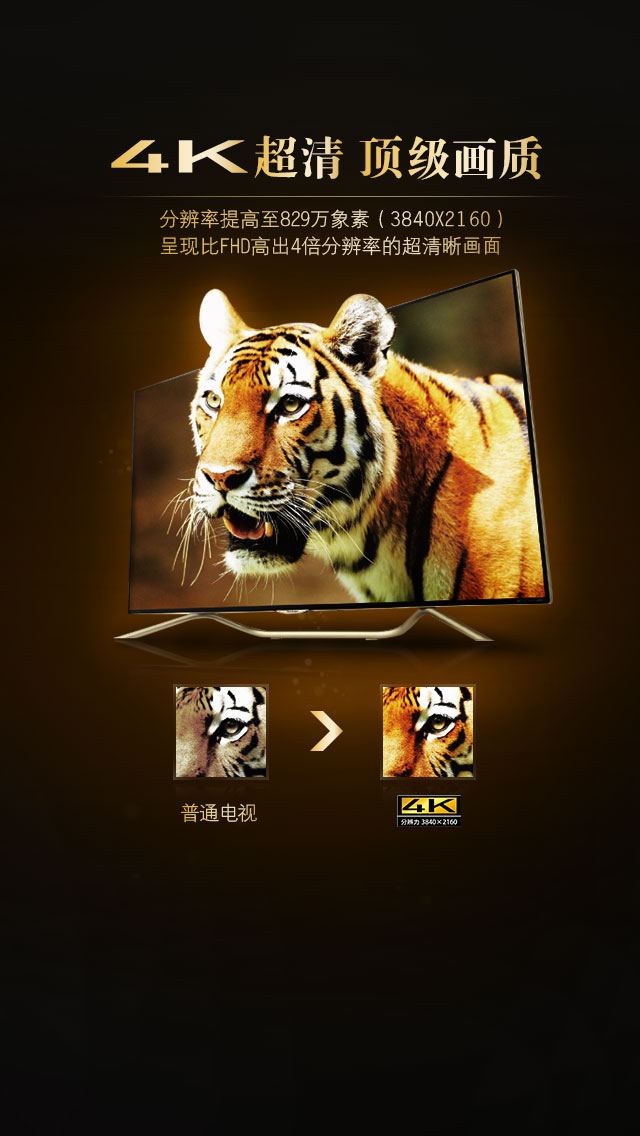 4K超清 顶级画质
分辨率提高至829万象素（3840X2160）
呈现比FHD高出4倍分辨率的超清晰画面
普通电视
4K
分辨力 3840×2160